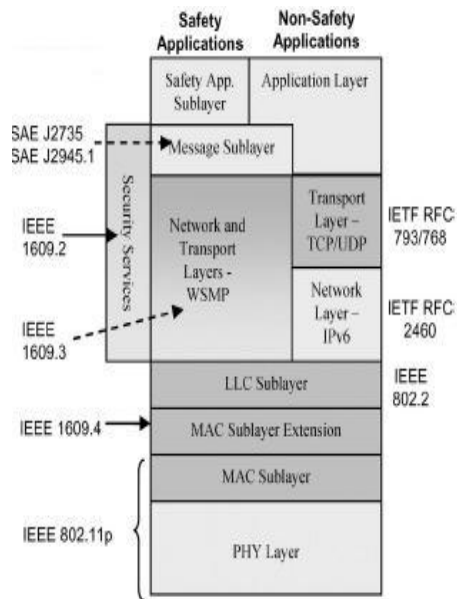 Safety
Applications
Non-Safety
Applications
Safety App.
Sublayer
Application Layer
SAE J2735
SAE J2945.1
Message Sublayer
Security Services
IEEE
1609.2
Network and
Transport
Layers -
WSMP
Transport
Layer –
TCP/UDP
IETF RFC
793/768
IEEE
1609.3
Network
Layer –
IPv6
IETF RFC
2460
LLC Sublayer
IEEE
802.2
IEEE 1609.4
MAC Sublayer Extension
MAC Sublayer
IEEE 802.11p
PHY Layer